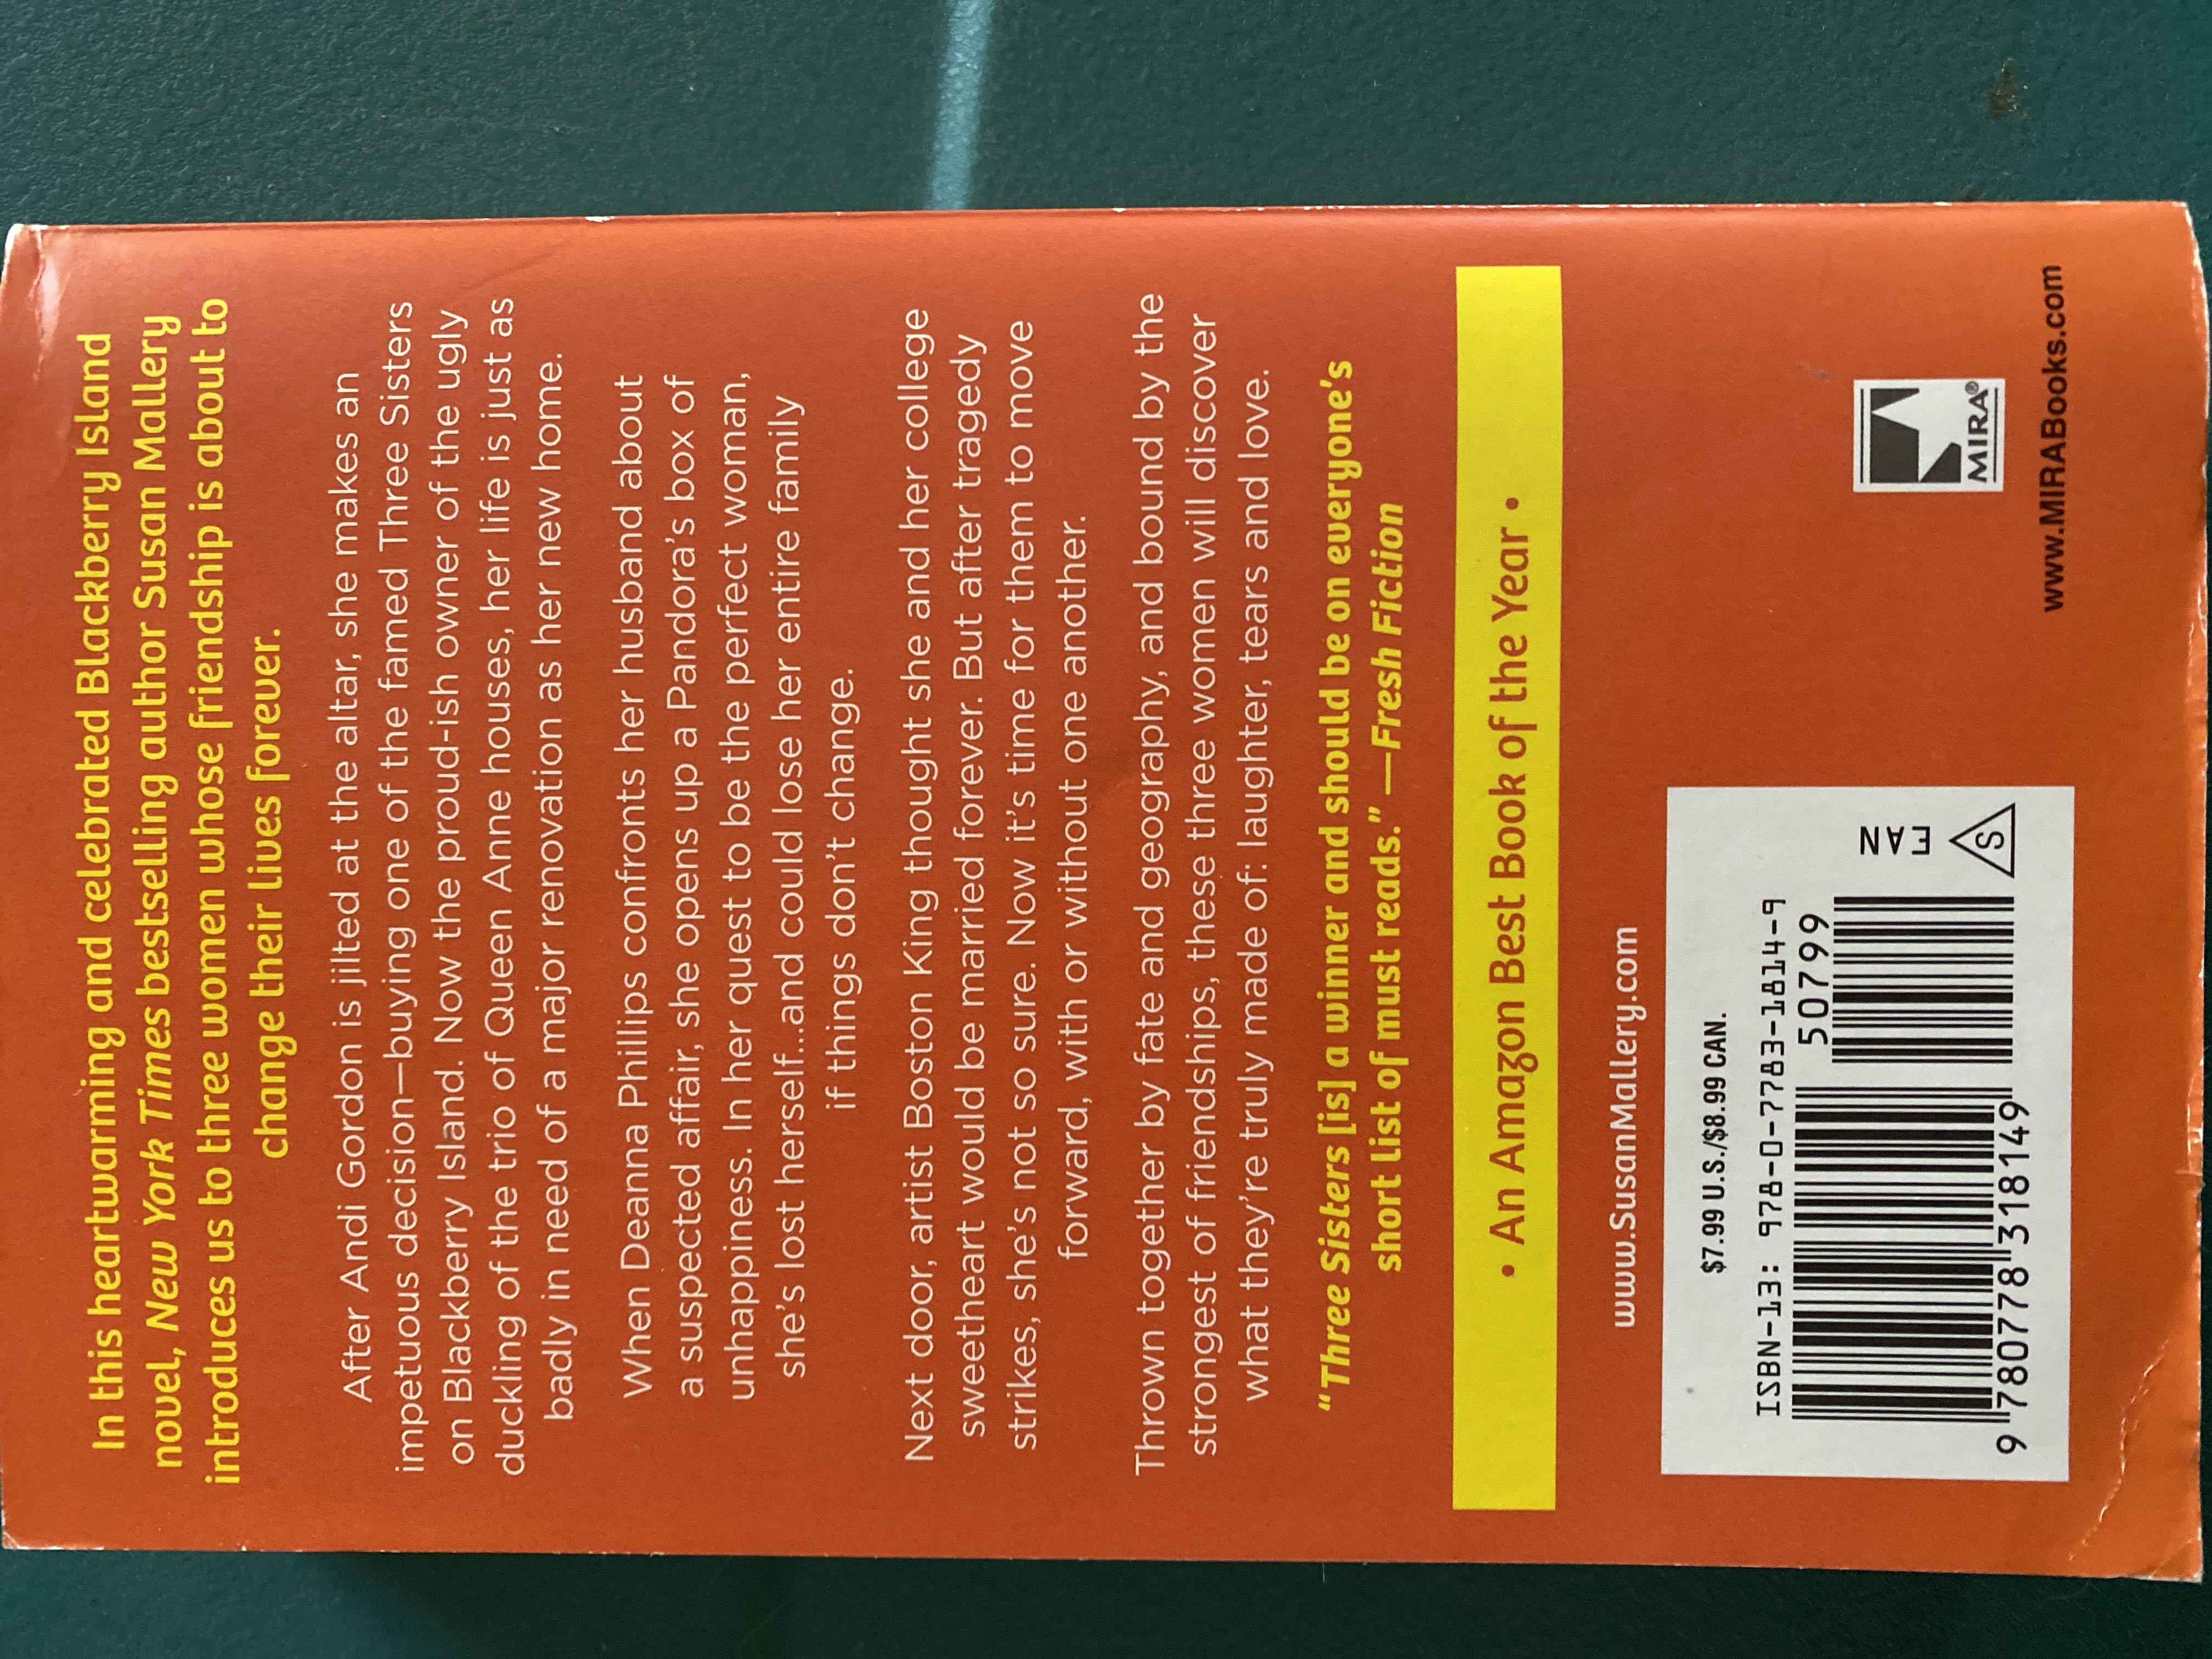 In this heartwarming and celebrated Blackberry Island
novel, New York Times bestselling author Susan Mallery
introduces us to three women whose friendship is about to
change their lives forever.
After Andi Gordon is jilted at the altar, she makes an
impetuous decision—buying one of the famed Three Sisters
on Blackberry Island. Now the proud-ish owner of the ugly
duckling of the trio of Queen Anne houses, her life is just as
badly in need of a major renovation as her new home.
When Deanna Phillips confronts her husband about
a suspected affair, she opens up a Pandora's box of
unhappiness. In her quest to be the perfect woman,
she's lost herself...and could lose her entire family
if things don't change.
Next door, artist Boston King thought she and her college
sweetheart would be married forever. But after tragedy
strikes, she's not so sure. Now it's time for them to move
forward, with or without one another.
Thrown together by fate and geography, and bound by the
strongest of friendships, these three women will discover
what they're truly made of: laughter, tears and love.
"Three Sisters [is] a winner and should be on everyone's
short list of must reads." —Fresh Fiction
• An Amazon Best Book of the Year •
www.SusanMallery.com
$7.99 U.S./$8.99 CAN.
ISBN-13: 978-0-7783-1814-9
50799
9 780778 318149
EAN
S
MIRA®
www.MIRABooks.com